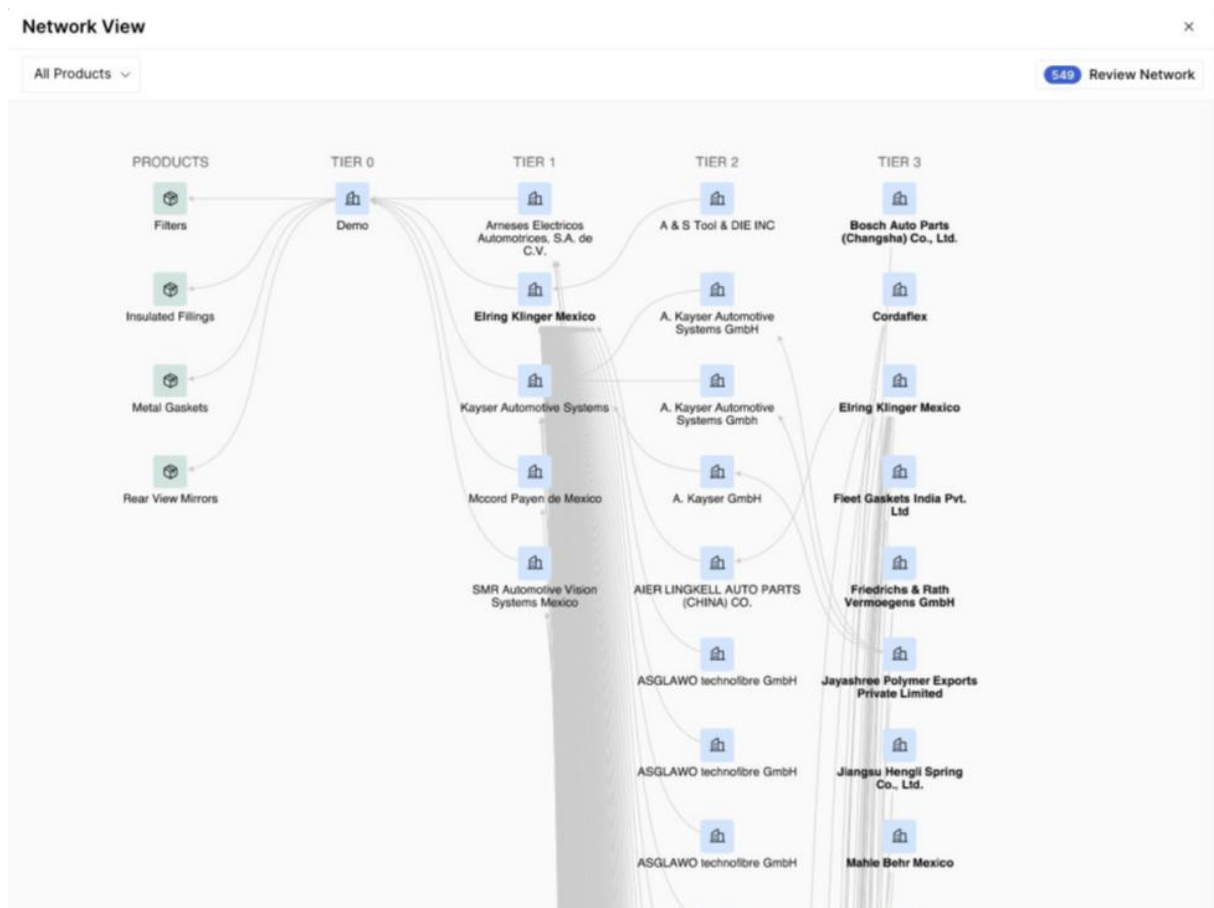 Network View
All Products
549 Review Network
PRODUCTS
TIER 0
TIER 1
TIER 2
TIER 3
Filters
Demo
Arneses Electricos
Automotrices, S.A. de
C.V.
A & S Tool & DIE INC
Bosch Auto Parts
(Changsha) Co., Ltd.
Insulated Fillings
Elring Klinger Mexico
A. Kayser Automotive
Systems GmbH
Cordaflex
Metal Gaskets
Kayser Automotive Systems
A. Kayser Automotive
Systems Gmbh
Elring Klinger Mexico
Rear View Mirrors
Mccord Payen de Mexico
A. Kayser GmbH
Fleet Gaskets India Pvt.
Ltd
SMR Automotive Vision
Systems Mexico
AIER LINGKELL AUTO PARTS
(CHINA) CO.
Friedrichs & Rath
Vermoegens GmbH
ASGLAWO technofibre GmbH
Jayashree Polymer Exports
Private Limited
ASGLAWO technofibre GmbH
Jiangsu Hengli Spring
Co., Ltd.
ASGLAWO technofibre GmbH
Mahle Behr Mexico